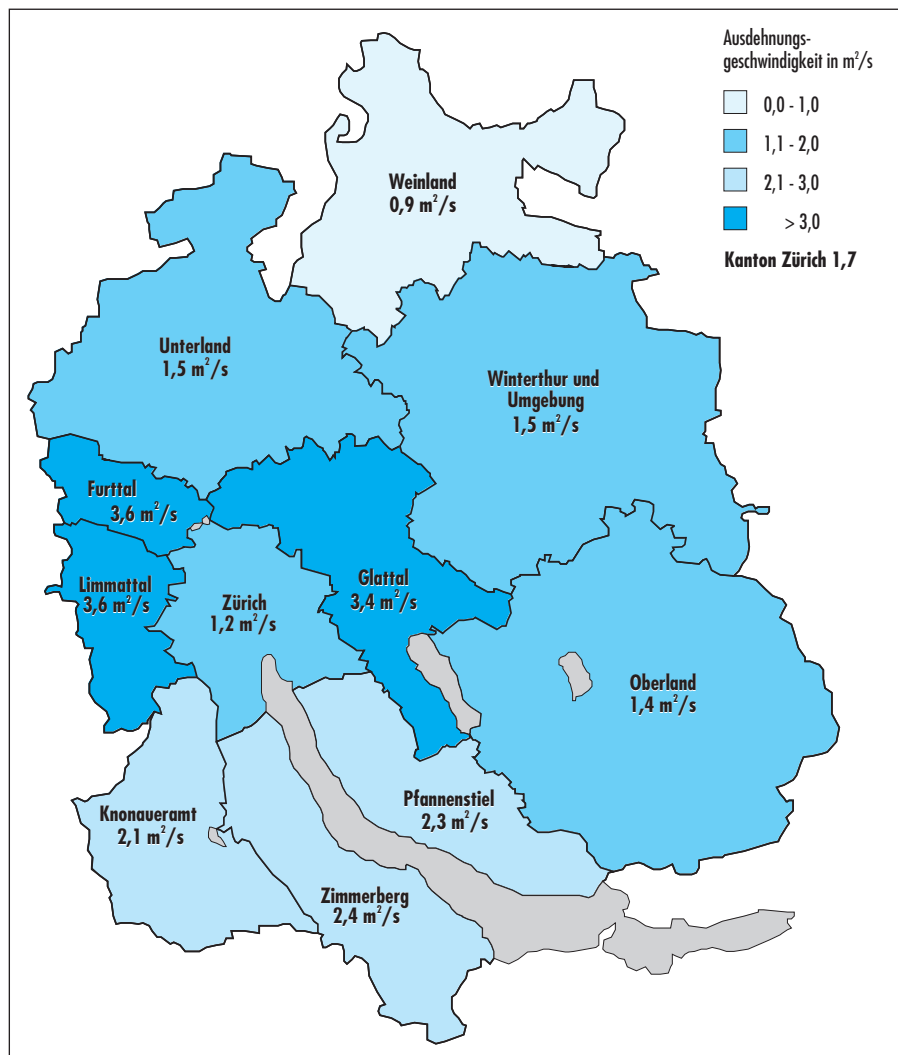 Ausdehnungs-
geschwindigkeit in m²/s
0,0 - 1,0
1,1 - 2,0
2,1 - 3,0
> 3,0
Kanton Zürich 1,7
Weinland
0,9 m²/s
Unterland
1,5 m²/s
Winterthur und
Umgebung
1,5 m²/s
Furttal
3,6 m²/s
Limmattal
3,6 m²/s
Zürich
1,2 m²/s
Glattal
3,4 m²/s
Oberland
1,4 m²/s
Knonaueramt
2,1 m²/s
Pfannenstiel
2,3 m²/s
Zimmerberg
2,4 m²/s